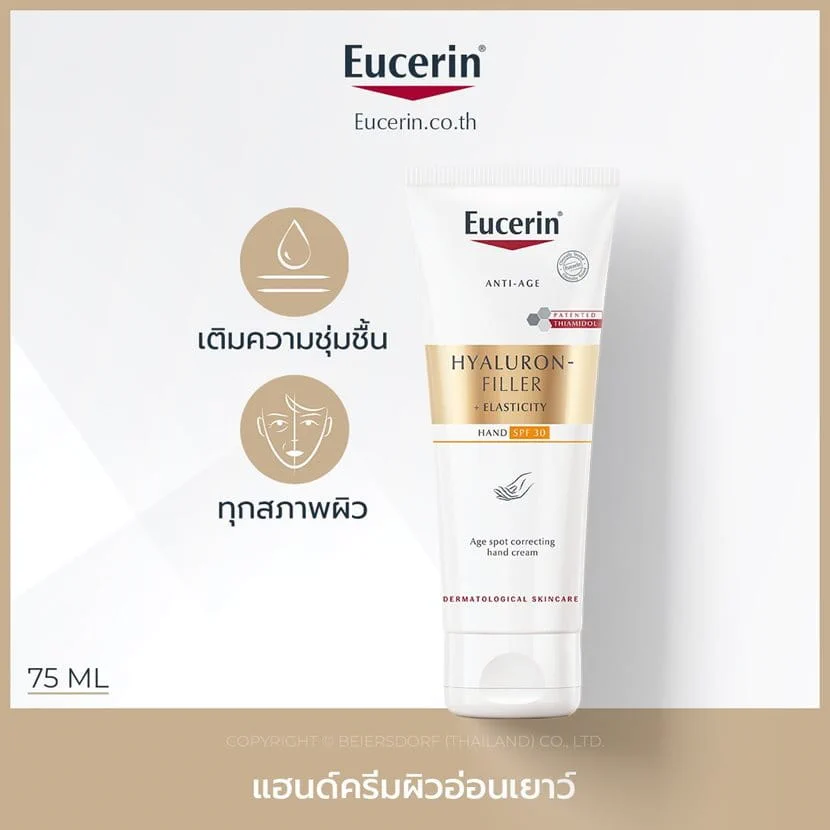 Eucerin®
Eucerin.co.th
Eucerin®
Eucerin
ANTI-AGE
PATENTED
THIAMIDOL
HYALURON-
FILLER
+ ELASTICITY
HAND SPF 30
Age spot correcting
hand cream
DERMATOLOGICAL SKINCARE
เติมความชุ่มชื้น
ทุกสภาพผิว
75 ML
COPYRIGHT © BEIERSDORF (THAILAND) CO., LTD.
แฮนด์ครีมผิวอ่อนเยาว์